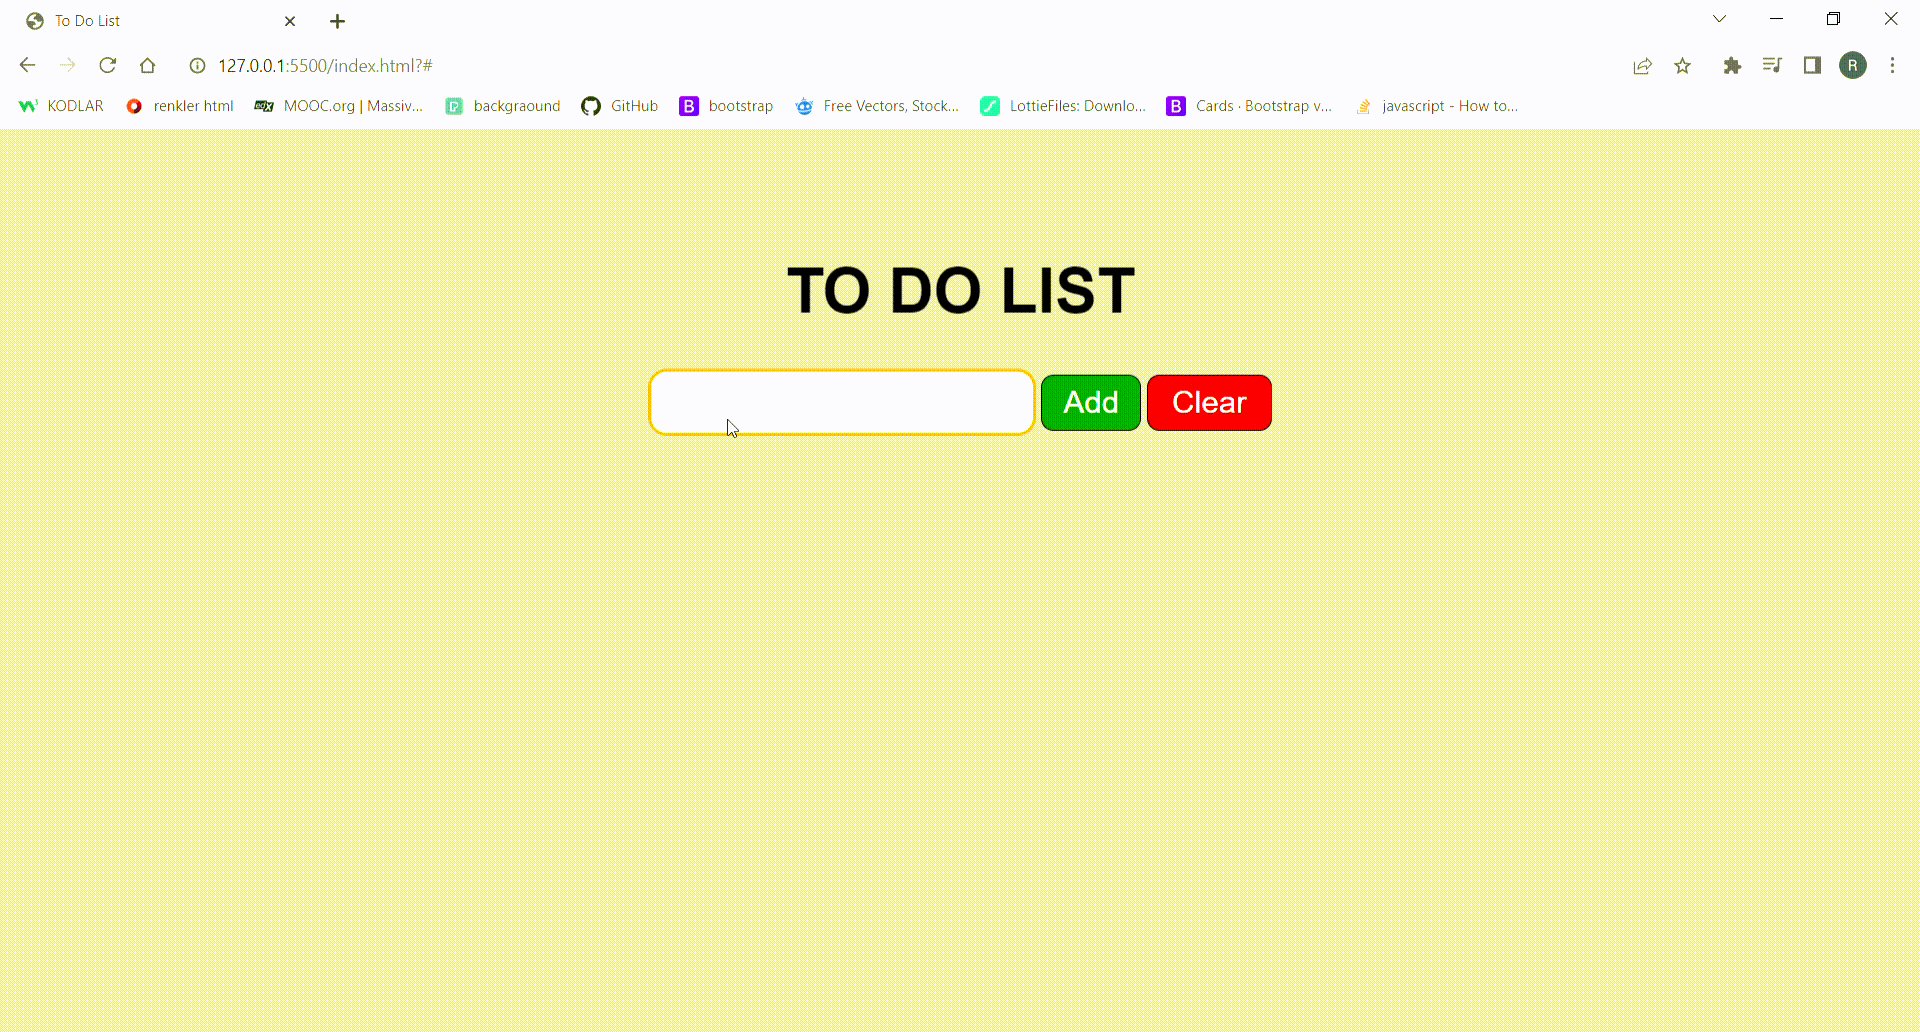 To Do List
127.0.0.1:5500/index.html?#
R
KODLAR renkler html MOOC.org | Massiv... backgraound GitHub bootstrap Free Vectors, Stock... LottieFiles: Downlo... Cards · Bootstrap v... javascript - How to...
TO DO LIST
Add Clear